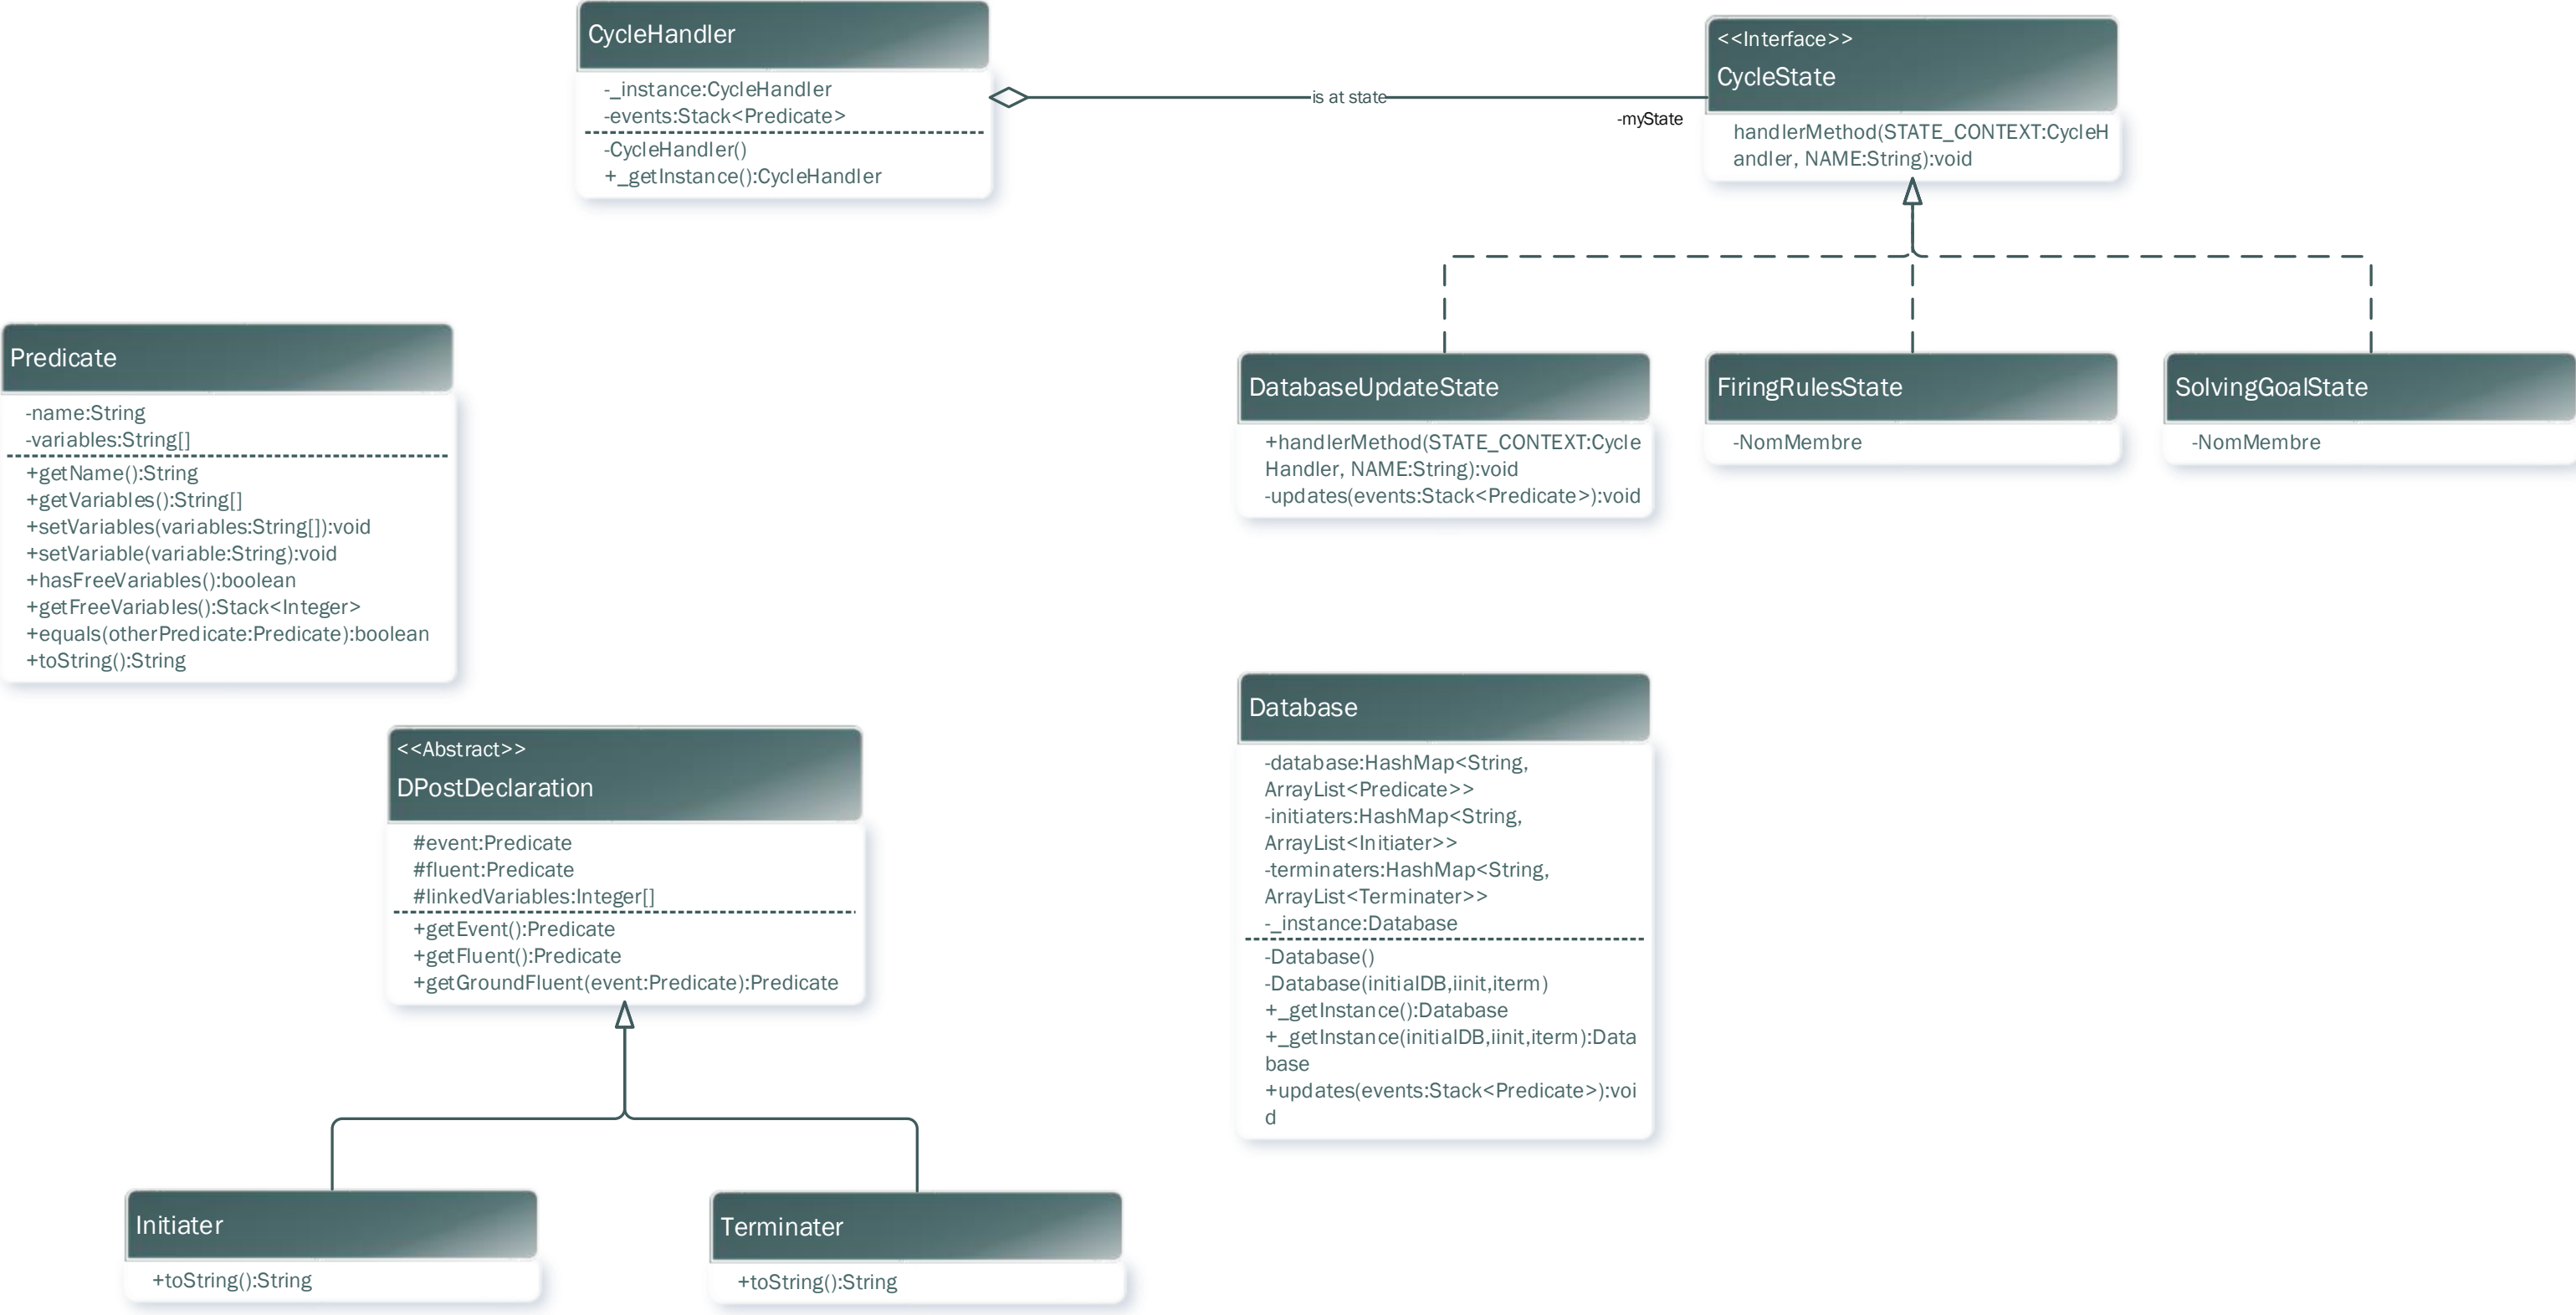 CycleHandler
-_instance:CycleHandler
-events:Stack<Predicate>
-CycleHandler()
+_getInstance():CycleHandler
is at state
-myState
<<Interface>>
CycleState
handlerMethod(STATE_CONTEXT:CycleH
andler, NAME:String):void
Predicate
-name:String
-variables:String[]
+getName():String
+getVariables():String[]
+setVariables(variables:String[]):void
+setVariable(variable:String):void
+hasFreeVariables():boolean
+getFreeVariables():Stack<Integer>
+equals(otherPredicate:Predicate):boolean
+toString():String
DatabaseUpdateState
+handlerMethod(STATE_CONTEXT:Cycle
Handler, NAME:String):void
-updates(events:Stack<Predicate>):void
FiringRulesState
-NomMembre
SolvingGoalState
-NomMembre
<<Abstract>>
DPostDeclaration
#event:Predicate
#fluent:Predicate
#linkedVariables:Integer[]
+getEvent():Predicate
+getFluent():Predicate
+getGroundFluent(event:Predicate):Predicate
Database
-database:HashMap<String,
ArrayList<Predicate>>
-initiaters:HashMap<String,
ArrayList<Initiater>>
-terminaters:HashMap<String,
ArrayList<Terminater>>
-_instance:Database
-Database()
-Database(initialDB,iinit,iterm)
+_getInstance():Database
+_getInstance(initialDB,iinit,iterm):Data
base
+updates(events:Stack<Predicate>):voi
d
Initiater
+toString():String
Terminater
+toString():String